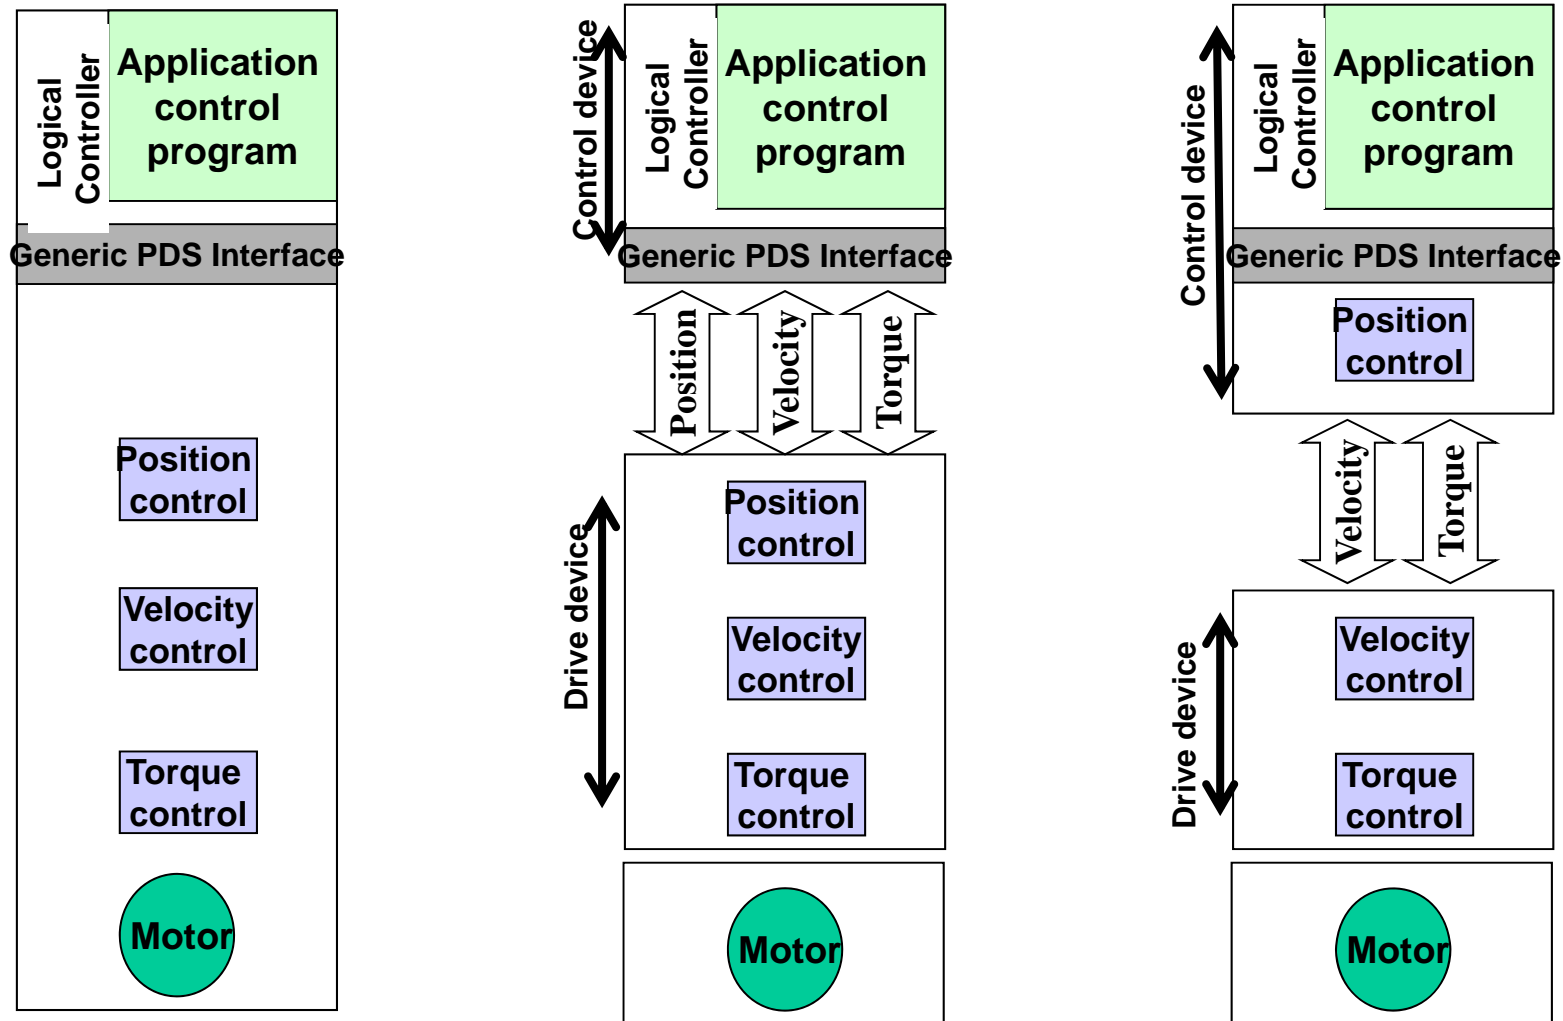 Logical
Controller
Application
control
program
Generic PDS Interface
Position
control
Velocity
control
Torque
control
Motor
Control device
Logical
Controller
Application
control
program
Generic PDS Interface
Position
Velocity
Torque
Drive device
Position
control
Velocity
control
Torque
control
Motor
Control device
Logical
Controller
Application
control
program
Generic PDS Interface
Position
control
Velocity
Torque
Drive device
Velocity
control
Torque
control
Motor